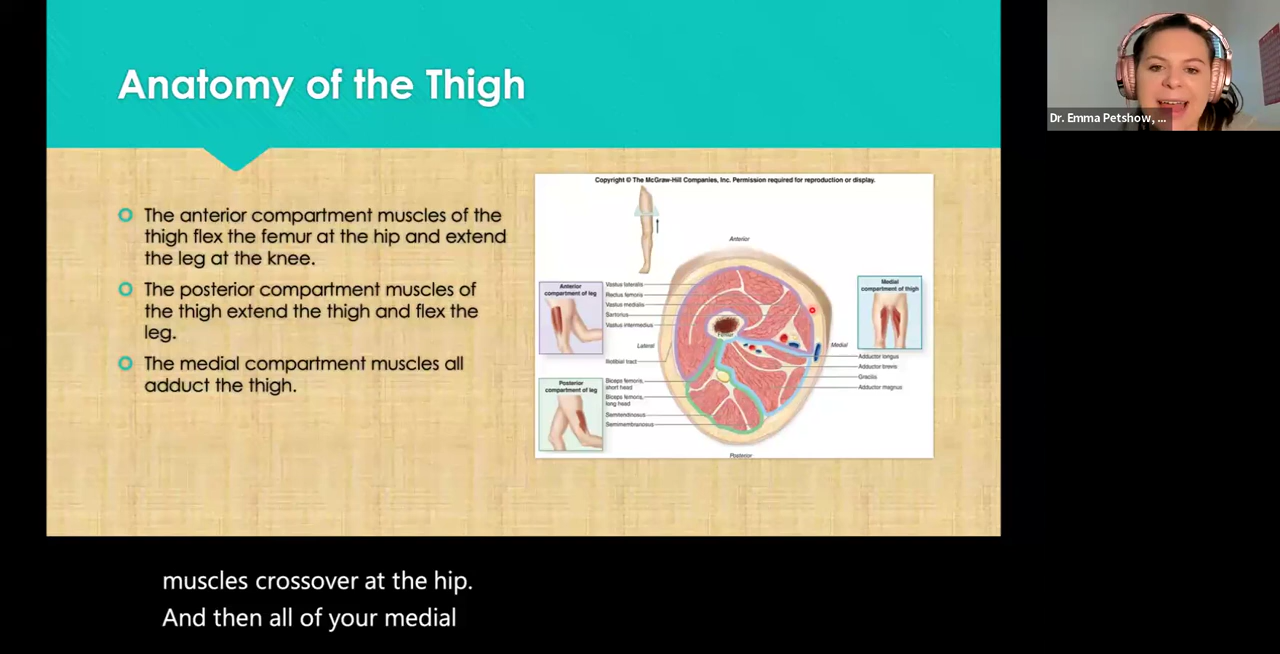 Anatomy of the Thigh
Dr. Emma Petshow, ...
The anterior compartment muscles of the
thigh flex the femur at the hip and extend
the leg at the knee.
The posterior compartment muscles of
the thigh extend the thigh and flex the
leg.
The medial compartment muscles all
adduct the thigh.
Copyright © The McGraw-Hill Companies, Inc. Permission required for reproduction or display.
Anterior
Anterior
compartment of leg
Vastus lateralis
Rectus femoris
Vastus medialis
Sartorius
Vastus intermedius
Lateral
Iliotibial tract
Femur
Medial
Medial
compartment of thigh
Adductor longus
Adductor brevis
Gracilis
Adductor magnus
Posterior
compartment of leg
Biceps femoris,
short head
Biceps femoris,
long head
Semitendinosus
Semimembranosus
Posterior
muscles crossover at the hip.
And then all of your medial